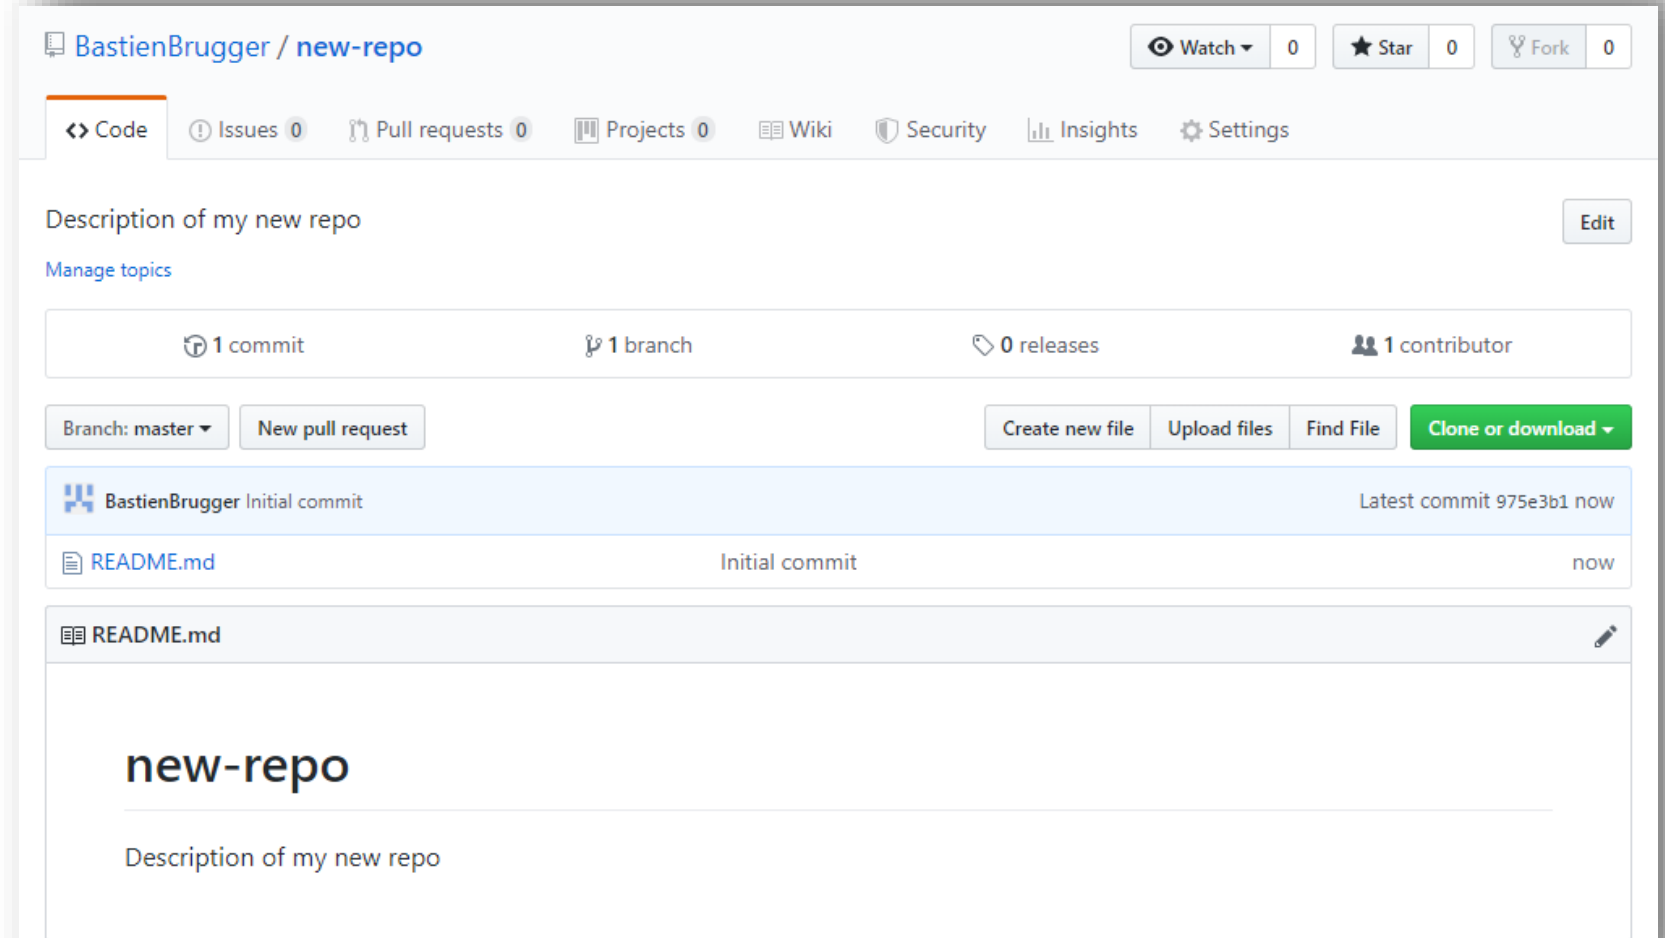 BastienBrugger / new-repo
Watch 0 Star 0 Fork 0
Code Issues 0 Pull requests 0 Projects 0 Wiki Security Insights Settings
Description of my new repo
Edit
Manage topics
1 commit 1 branch 0 releases 1 contributor
Branch: master New pull request Create new file Upload files Find File Clone or download
BastienBrugger Initial commit Latest commit 975e3b1 now
README.md Initial commit now
README.md
new-repo
Description of my new repo